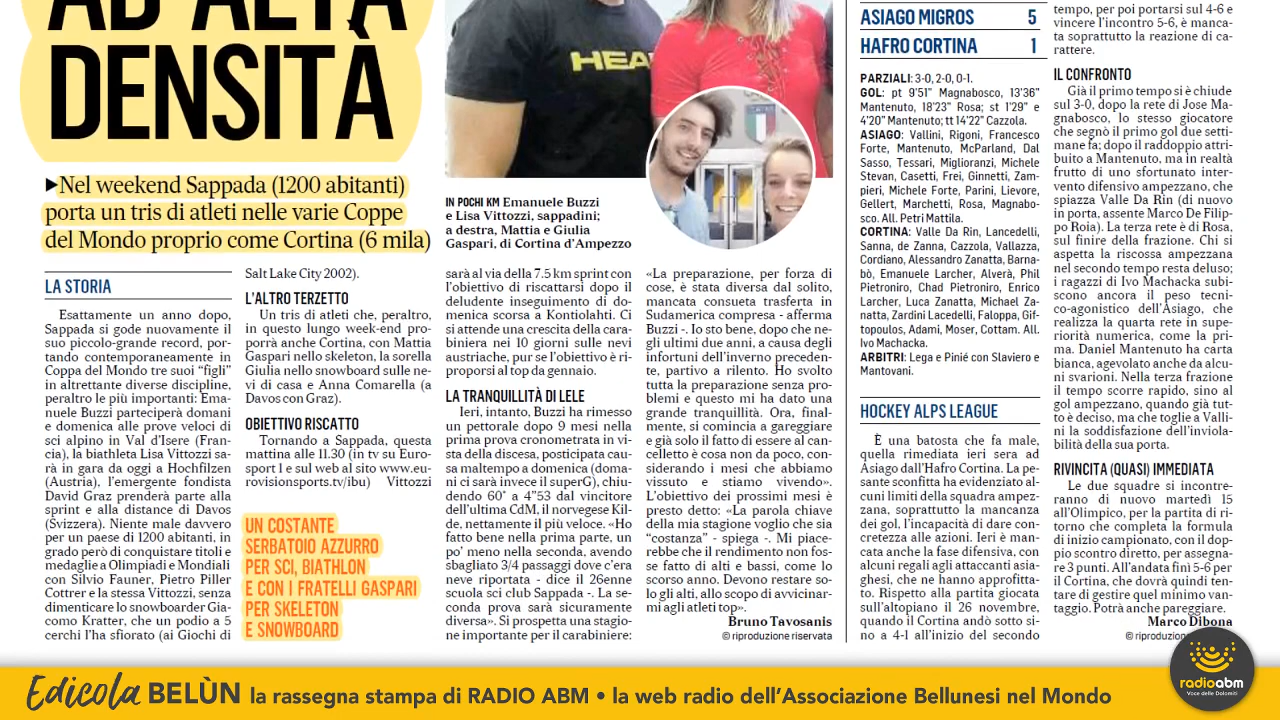 AD ALTA
DENSITÀ
▶Nel weekend Sappada (1200 abitanti)
porta un tris di atleti nelle varie Coppe
del Mondo proprio come Cortina (6 mila)
HEA
IN POCHI KM Emanuele Buzzi
e Lisa Vittozzi, sappadini;
a destra, Mattia e Giulia
Gaspari, di Cortina d'Ampezzo
LA STORIA
Esattamente un anno dopo,
Sappada si gode nuovamente il
suo piccolo-grande record, por-
tando contemporaneamente in
Coppa del Mondo tre suoi "figli"
in altrettante diverse discipline,
peraltro le più importanti: Ema-
nuele Buzzi parteciperà domani
e domenica alle prove veloci di
sci alpino in Val d'Isere (Fran-
cia), la biathleta Lisa Vittozzi sa-
rà in gara da oggi a Hochfilzen
(Austria), l'emergente fondista
David Graz prenderà parte alla
sprint e alla distance di Davos
(Svizzera). Niente male davvero
per un paese di 1200 abitanti, in
grado però di conquistare titoli e
medaglie a Olimpiadi e Mondiali
con Silvio Fauner, Pietro Piller
Cottrer e la stessa Vittozzi, senza
dimenticare lo snowboarder Gia-
como Kratter, che un podio a 5
cerchi l'ha sfiorato (ai Giochi di
Salt Lake City 2002).
L'ALTRO TERZETTO
Un tris di atleti che, peraltro,
in questo lungo week-end pro-
porrà anche Cortina, con Mattia
Gaspari nello skeleton, la sorella
Giulia nello snowboard sulle ne-
vi di casa e Anna Comarella (a
Davos con Graz).
OBIETTIVO RISCATTO
Tornando a Sappada, questa
mattina alle 11.30 (in tv su Euro-
sport 1 e sul web al sito www.eu-
rovisionsports.tv/ibu) Vittozzi
UN COSTANTE
SERBATOIO AZZURRO
PER SCI, BIATHLON
E CON I FRATELLI GASPARI
PER SKELETON
E SNOWBOARD
sarà al via della 7.5 km sprint con
l'obiettivo di riscattarsi dopo il
deludente inseguimento di do-
menica scorsa a Kontiolahti. Ci
si attende una crescita della cara-
biniera nei 10 giorni sulle nevi
austriache, pur se l'obiettivo è ri-
proporsi al top da gennaio.
LA TRANQUILLITÀ DI LELE
Ieri, intanto, Buzzi ha rimesso
un pettorale dopo 9 mesi nella
prima prova cronometrata in vi-
sta della discesa, posticipata cau-
sa maltempo a domenica (doma-
ni ci sarà invece il superG), chiu-
dendo 60° a 4"53 dal vincitore
dell'ultima CdM, il norvegese Kil-
de, nettamente il più veloce. «Ho
fatto bene nella prima parte, un
po' meno nella seconda, avendo
sbagliato 3/4 passaggi dove c'era
neve riportata - dice il 26enne
scuola sci club Sappada -. La se-
conda prova sarà sicuramente
diversa». Si prospetta una stagio-
ne importante per il carabiniere:
«La preparazione, per forza di
cose, è stata diversa dal solito,
mancata consueta trasferta in
Sudamerica compresa - afferma
Buzzi -. Io sto bene, dopo che ne-
gli ultimi due anni, a causa degli
infortuni dell'inverno preceden-
te, partivo a rilento. Ho svolto
tutta la preparazione senza pro-
blemi e questo mi ha dato una
grande tranquillità. Ora, final-
mente, si comincia a gareggiare
e già solo il fatto di essere al can-
celletto è cosa non da poco, con-
siderando i mesi che abbiamo
vissuto e stiamo vivendo».
L'obiettivo dei prossimi mesi è
presto detto: «La parola chiave
della mia stagione voglio che sia
"costanza" - spiega -. Mi piace-
rebbe che il rendimento non fos-
se fatto di alti e bassi, come lo
scorso anno. Devono restare so-
lo gli alti, allo scopo di avvicinar-
mi agli atleti top».
Bruno Tavosanis
© riproduzione riservata
ASIAGO MIGROS 5
HAFRO CORTINA 1
PARZIALI: 3-0, 2-0, 0-1.
GOL: pt 9'51" Magnabosco, 13'36"
Mantenuto, 18'23" Rosa; st 1'29" e
4'20" Mantenuto; tt 14'22" Cazzola.
ASIAGO: Vallini, Rigoni, Francesco
Forte, Mantenuto, McParland, Dal
Sasso, Tessari, Miglioranzi, Michele
Stevan, Casetti, Frei, Ginnetti, Zam-
pieri, Michele Forte, Parini, Lievore,
Gellert, Marchetti, Rosa, Magnabo-
sco. All. Petri Mattila.
CORTINA: Valle Da Rin, Lancedelli,
Sanna, de Zanna, Cazzola, Vallazza,
Cordiano, Alessandro Zanatta, Barna-
bò, Emanuele Larcher, Alverà, Phil
Pietroniro, Chad Pietroniro, Enrico
Larcher, Luca Zanatta, Michael Za-
natta, Zardini Lacedelli, Faloppa, Gif-
topoulos, Adami, Moser, Cottam. All.
Ivo Machacka.
ARBITRI: Lega e Pinié con Slaviero e
Mantovani.
HOCKEY ALPS LEAGUE
È una batosta che fa male,
quella rimediata ieri sera ad
Asiago dall'Hafro Cortina. La pe-
sante sconfitta ha evidenziato al-
cuni limiti della squadra ampez-
zana, soprattutto la mancanza
dei gol, l'incapacità di dare con-
cretezza alle azioni. Ieri è man-
cata anche la fase difensiva, con
alcuni regali agli attaccanti asia-
ghesi, che ne hanno approfitta-
to. Rispetto alla partita giocata
sull'altopiano il 26 novembre,
quando il Cortina andò sotto si-
no a 4-1 all'inizio del secondo
tempo, per poi portarsi sul 4-6 e
vincere l'incontro 5-6, è manca-
ta soprattutto la reazione di ca-
rattere.
IL CONFRONTO
Già il primo tempo si è chiude
sul 3-0, dopo la rete di Jose Ma-
gnabosco, lo stesso giocatore
che segnò il primo gol due setti-
mane fa; dopo il raddoppio attri-
buito a Mantenuto, ma in realtà
frutto di uno sfortunato inter-
vento difensivo ampezzano, che
spiazza Valle Da Rin (di nuovo
in porta, assente Marco De Filip-
po Roia). La terza rete è di Rosa,
sul finire della frazione. Chi si
aspetta la riscossa ampezzana
nel secondo tempo resta deluso;
i ragazzi di Ivo Machacka subi-
scono ancora il peso tecni-
co-agonistico dell'Asiago, che
realizza la quarta rete in supe-
riorità numerica, come la pri-
ma. Daniel Mantenuto ha carta
bianca, agevolato anche da alcu-
ni svarioni. Nella terza frazione
il tempo scorre rapido, sino al
gol ampezzano, quando già tut-
to è deciso, ma che toglie a Valli-
ni la soddisfazione dell'inviola-
bilità della sua porta.
RIVINCITA (QUASI) IMMEDIATA
Le due squadre si incontre-
ranno di nuovo martedì 15
all'Olimpico, per la partita di ri-
torno che completa la formula
di inizio campionato, con il dop-
pio scontro diretto, per assegna-
re 3 punti. All'andata finì 5-6 per
il Cortina, che dovrà quindi ten-
tare di gestire quel minimo van-
taggio. Potrà anche pareggiare.
Marco Dibona
© riproduzio
Edicola BELÙN la rassegna stampa di RADIO ABM • la web radio dell'Associazione Bellunesi nel Mondo
radioabm
Voce delle Dolomiti